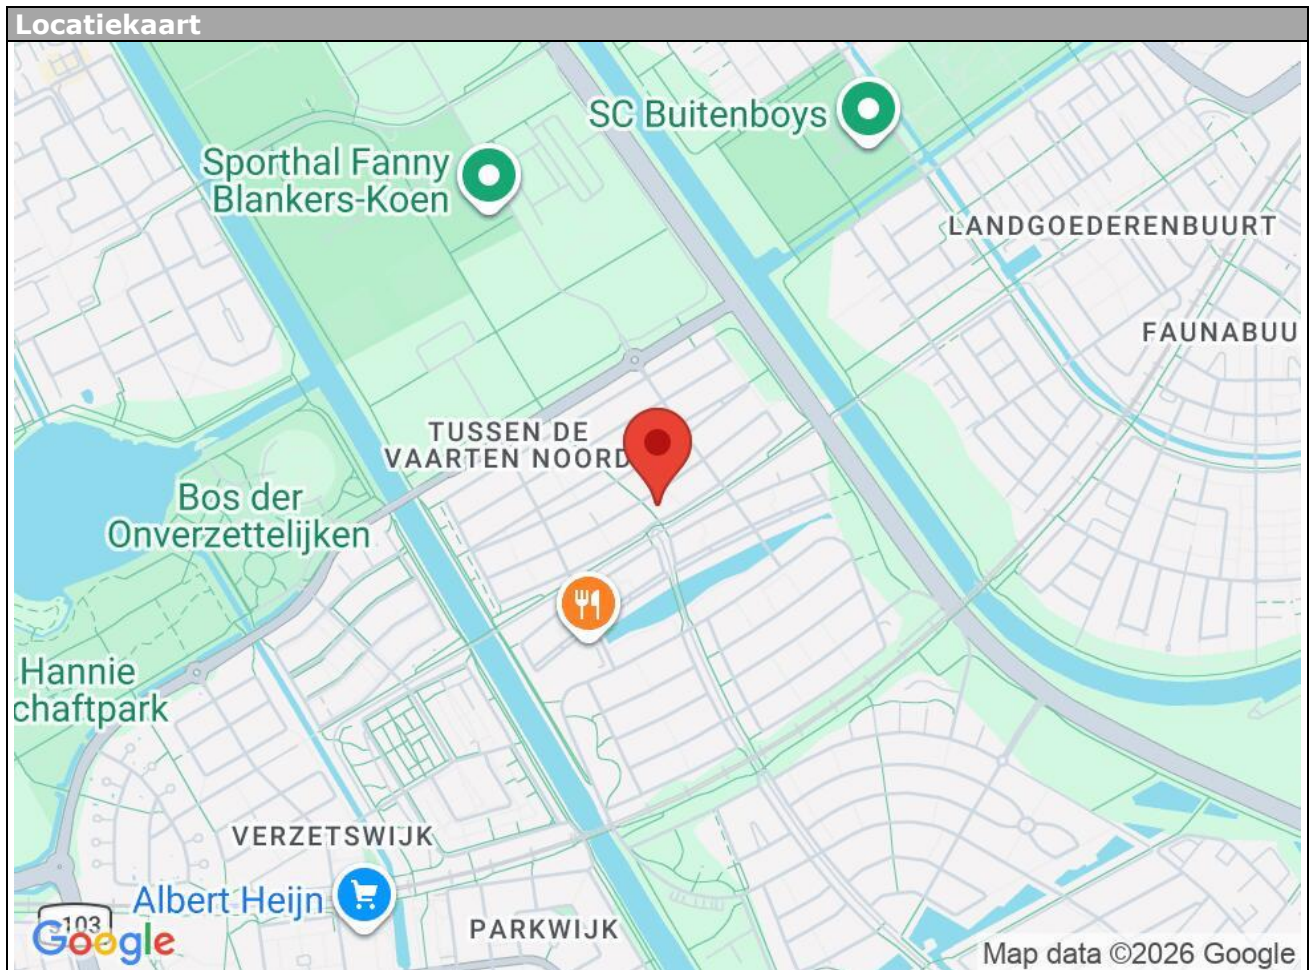 Locatiekaart
SC Buitenboys
Sporthal Fanny
Blankers-Koen
LANDGOEDERENBUURT
FAUNABUU
TUSSEN DE
VAARTEN NOORD
Bos der
Onverzettelijken
Hannie
chaftpark
VERZETSWIJK
Albert Heijn
103
Google
PARKWIJK
Map data ©2026 Google